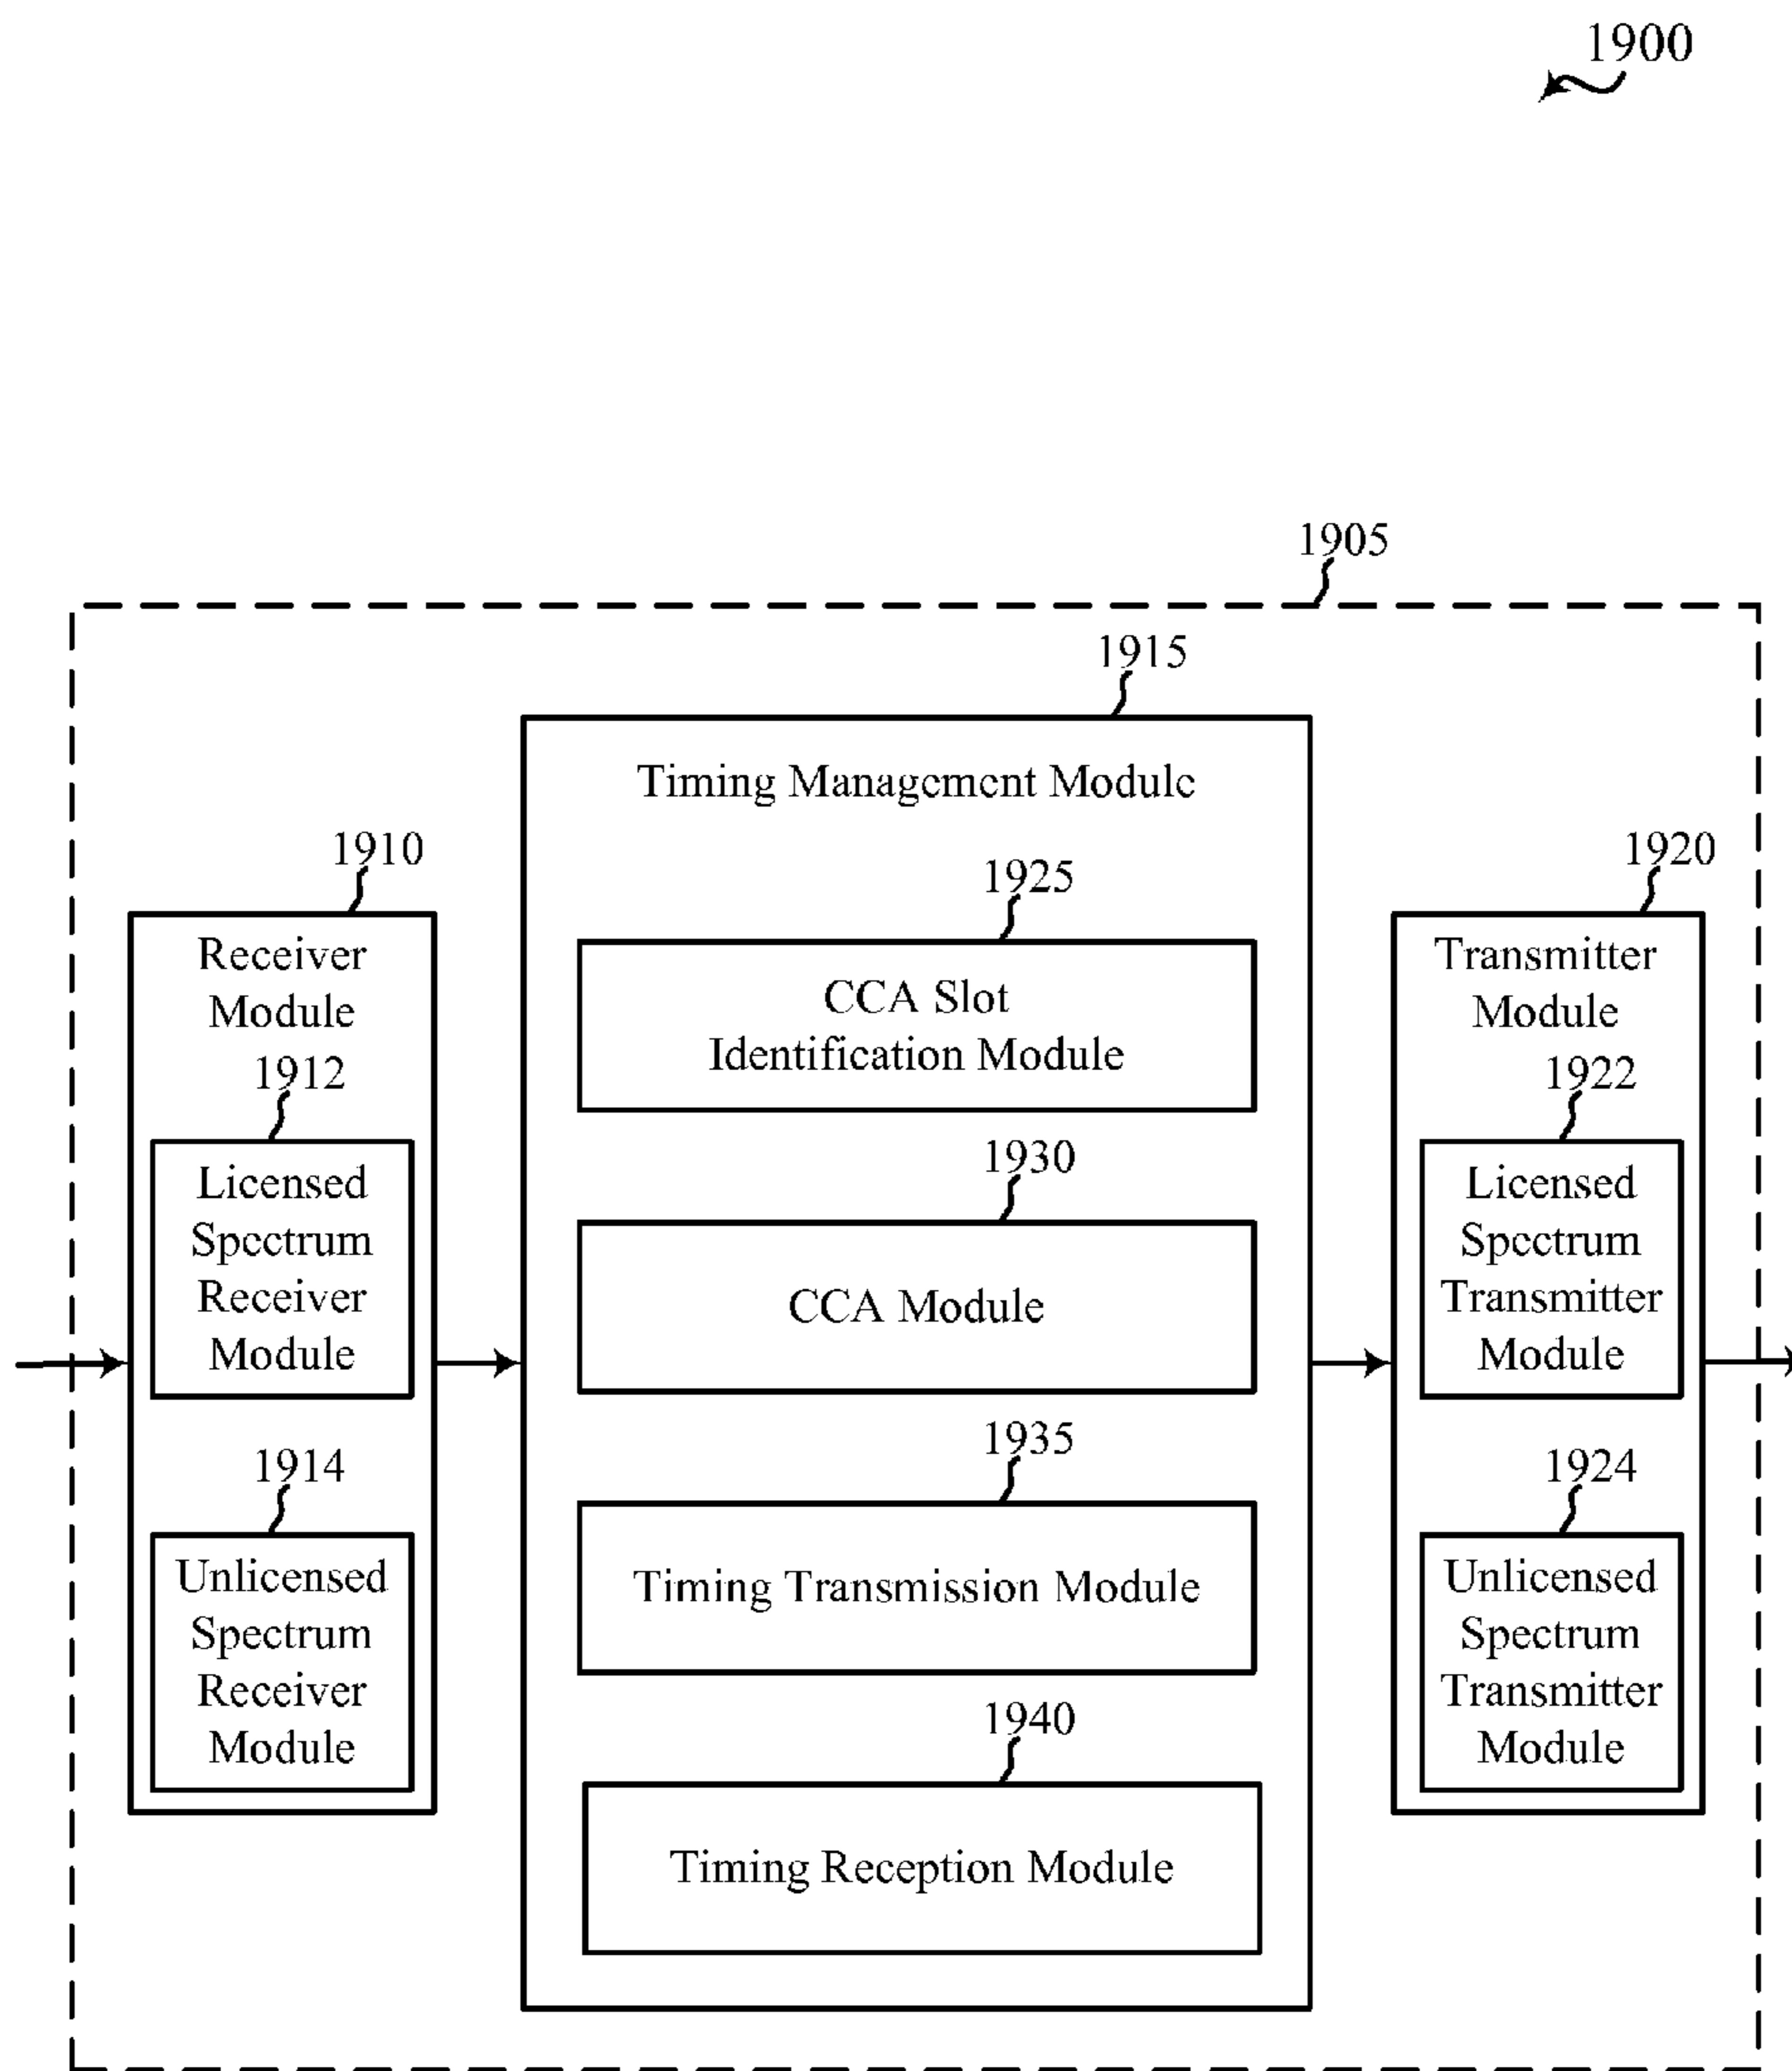 1900
1905
1915
Timing Management Module
1910
Receiver
Module
1912
Licensed
Spectrum
Receiver
Module
1914
Unlicensed
Spectrum
Receiver
Module
1925
CCA Slot
Identification Module
1930
CCA Module
1935
Timing Transmission Module
1940
Timing Reception Module
1920
Transmitter
Module
1922
Licensed
Spectrum
Transmitter
Module
1924
Unlicensed
Spectrum
Transmitter
Module